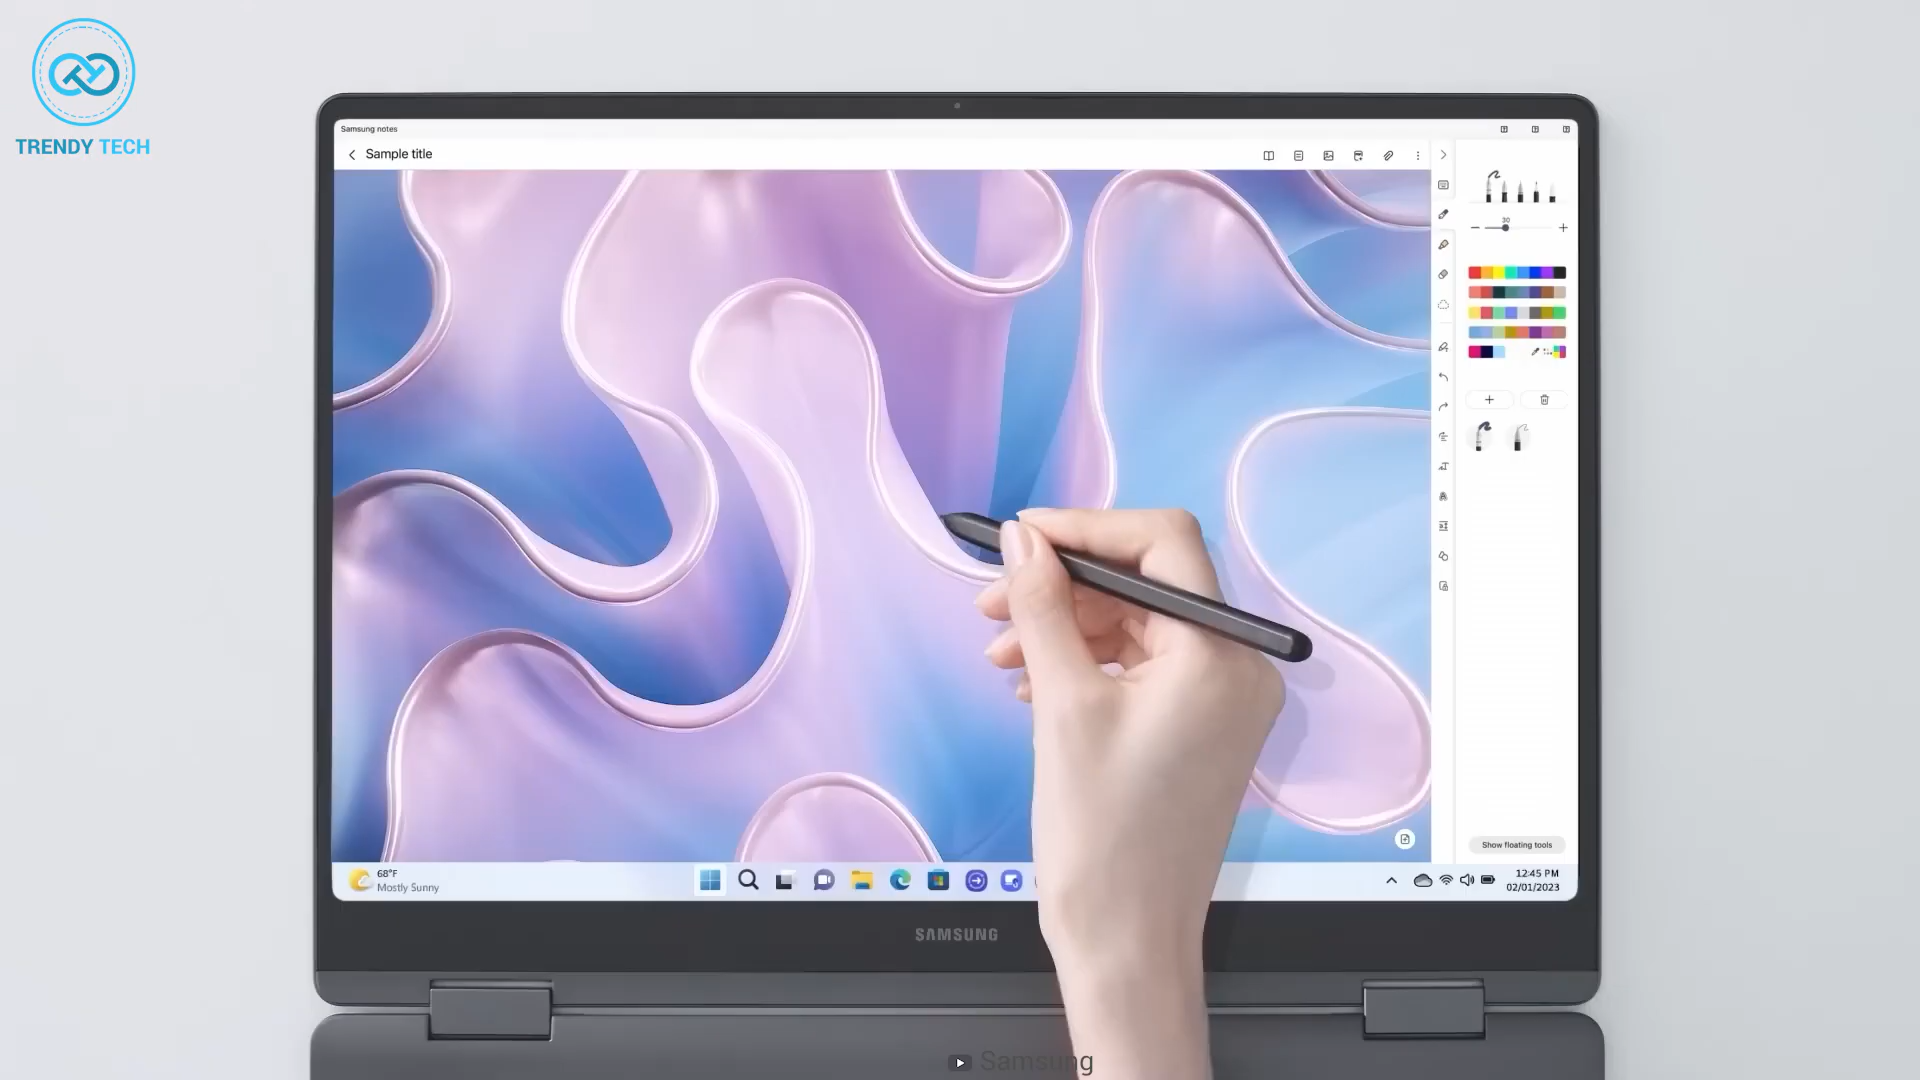 TRENDY TECH
Samsung notes
Sample title
30
Show floating tools
68°F
Mostly Sunny
12:45 PM
02/01/2023
SAMSUNG
Samsung